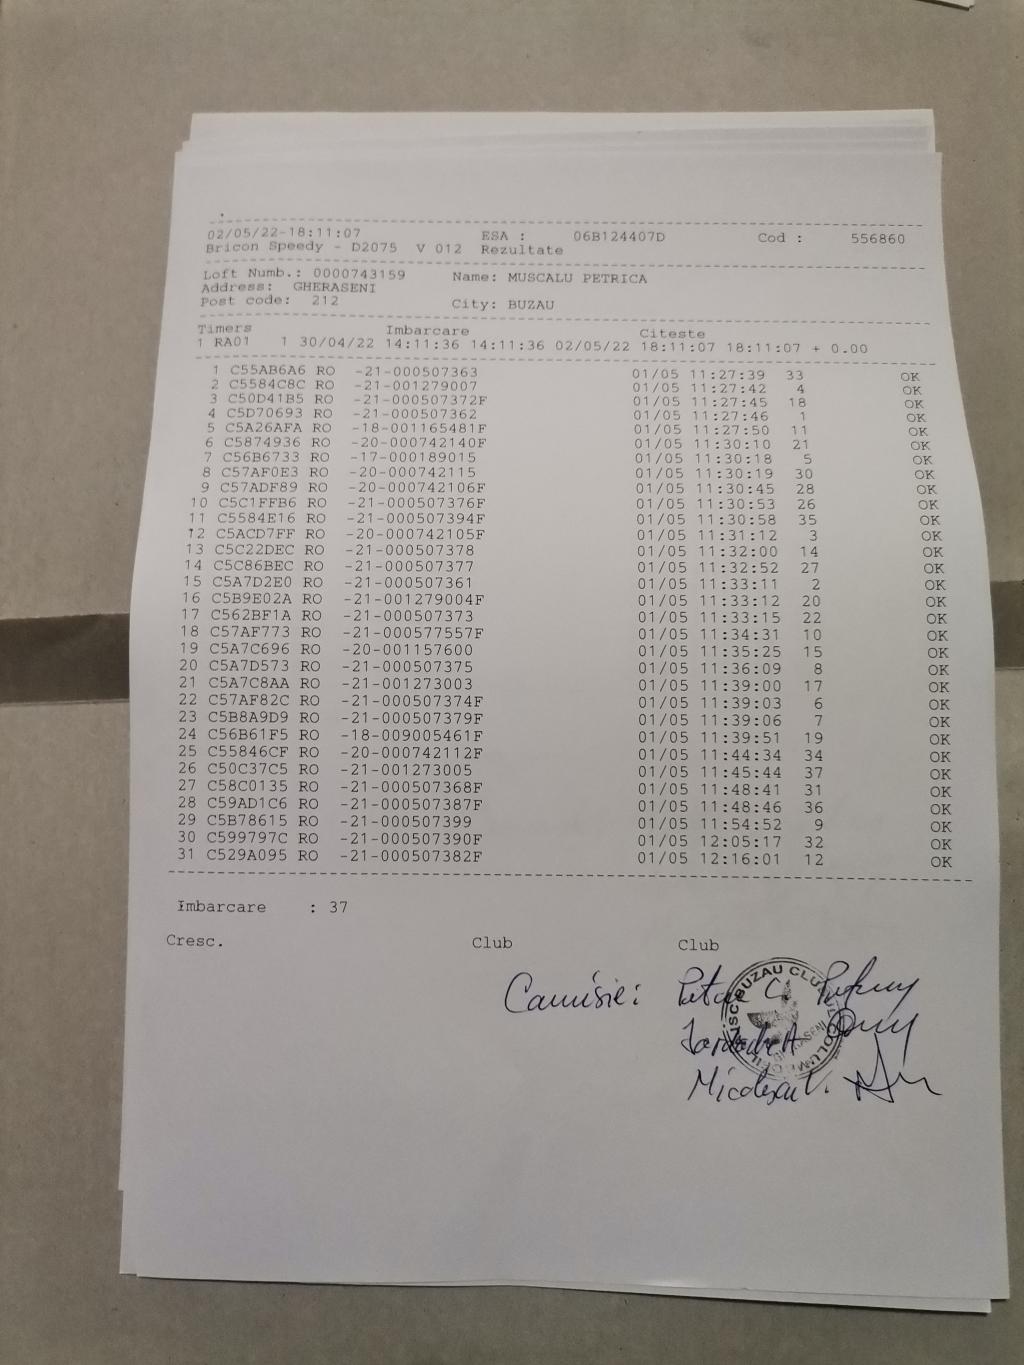 02/05/22-18:11:07 ESA : 06B124407D Cod : 556860
Bricon Speedy - D2075 V 012 Rezultate
Loft Numb.: 0000743159 Name: MUSCALU PETRICA
Address: GHERASENI
Post code: 212 City: BUZAU
Timers Imbarcare Citeste
1 RA01 1 30/04/22 14:11:36 14:11:36 02/05/22 18:11:07 18:11:07 + 0.00
1 C55AB6A6 RO -21-000507363 01/05 11:27:39 33 OK
2 C5584C8C RO -21-001279007 01/05 11:27:42 4 OK
3 C50D41B5 RO -21-000507372F 01/05 11:27:45 18 OK
4 C5D70693 RO -21-000507362 01/05 11:27:46 1 OK
5 C5A26AFA RO -18-001165481F 01/05 11:27:50 11 OK
6 C5874936 RO -20-000742140F 01/05 11:30:10 21 OK
7 C56B6733 RO -17-000189015 01/05 11:30:18 5 OK
8 C57AF0E3 RO -20-000742115 01/05 11:30:19 30 OK
9 C57ADF89 RO -20-000742106F 01/05 11:30:45 28 OK
10 C5C1FFB6 RO -21-000507376F 01/05 11:30:53 26 OK
11 C5584E16 RO -21-000507394F 01/05 11:30:58 35 OK
12 C5ACD7FF RO -20-000742105F 01/05 11:31:12 3 OK
13 C5C22DEC RO -21-000507378 01/05 11:32:00 14 OK
14 C5C86BEC RO -21-000507377 01/05 11:32:52 27 OK
15 C5A7D2E0 RO -21-000507361 01/05 11:33:11 2 OK
16 C5B9E02A RO -21-001279004F 01/05 11:33:12 20 OK
17 C562BF1A RO -21-000507373 01/05 11:33:15 22 OK
18 C57AF773 RO -21-000577557F 01/05 11:34:31 10 OK
19 C5A7C696 RO -20-001157600 01/05 11:35:25 15 OK
20 C5A7D573 RO -21-000507375 01/05 11:36:09 8 OK
21 C5A7C8AA RO -21-001273003 01/05 11:39:00 17 OK
22 C57AF82C RO -21-000507374F 01/05 11:39:03 6 OK
23 C5B8A9D9 RO -21-000507379F 01/05 11:39:06 7 OK
24 C56B61F5 RO -18-009005461F 01/05 11:39:51 19 OK
25 C55846CF RO -20-000742112F 01/05 11:44:34 34 OK
26 C50C37C5 RO -21-001273005 01/05 11:45:44 37 OK
27 C58C0135 RO -21-000507368F 01/05 11:48:41 31 OK
28 C59AD1C6 RO -21-000507387F 01/05 11:48:46 36 OK
29 C5B78615 RO -21-000507399 01/05 11:54:52 9 OK
30 C599797C RO -21-000507390F 01/05 12:05:17 32 OK
31 C529A095 RO -21-000507382F 01/05 12:16:01 12 OK
Imbarcare : 37
Cresc. Club Club
BUZAU CLUB